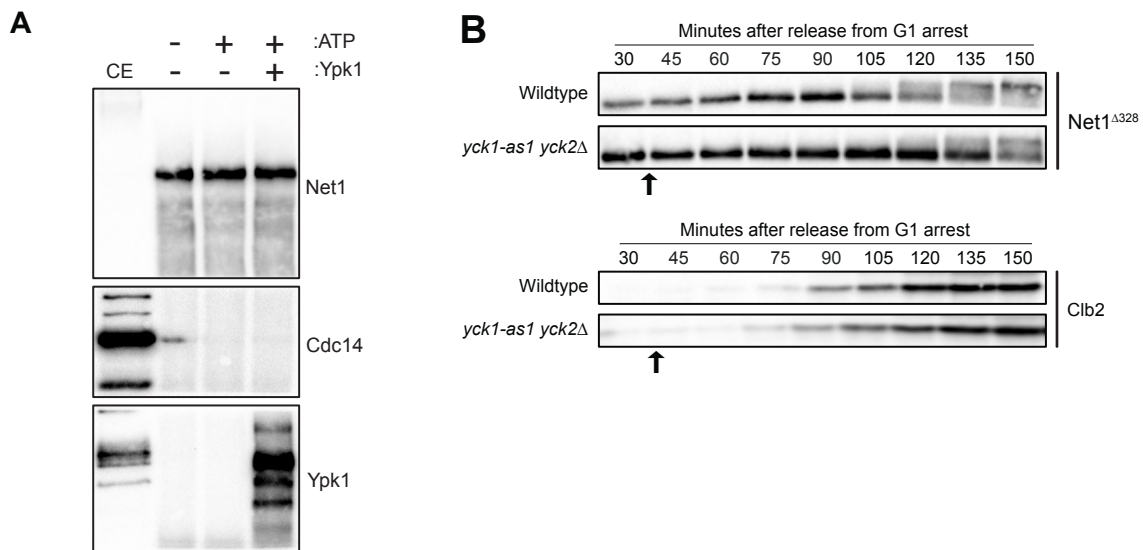 A
- + + :ATP
CE - - + :Ypk1
Net1
Cdc14
Ypk1
B
Minutes after release from G1 arrest
30 45 60 75 90 105 120 135 150
Wildtype
yck1-as1 yck2Δ
Net1Δ328
Minutes after release from G1 arrest
30 45 60 75 90 105 120 135 150
Wildtype
yck1-as1 yck2Δ
Clb2